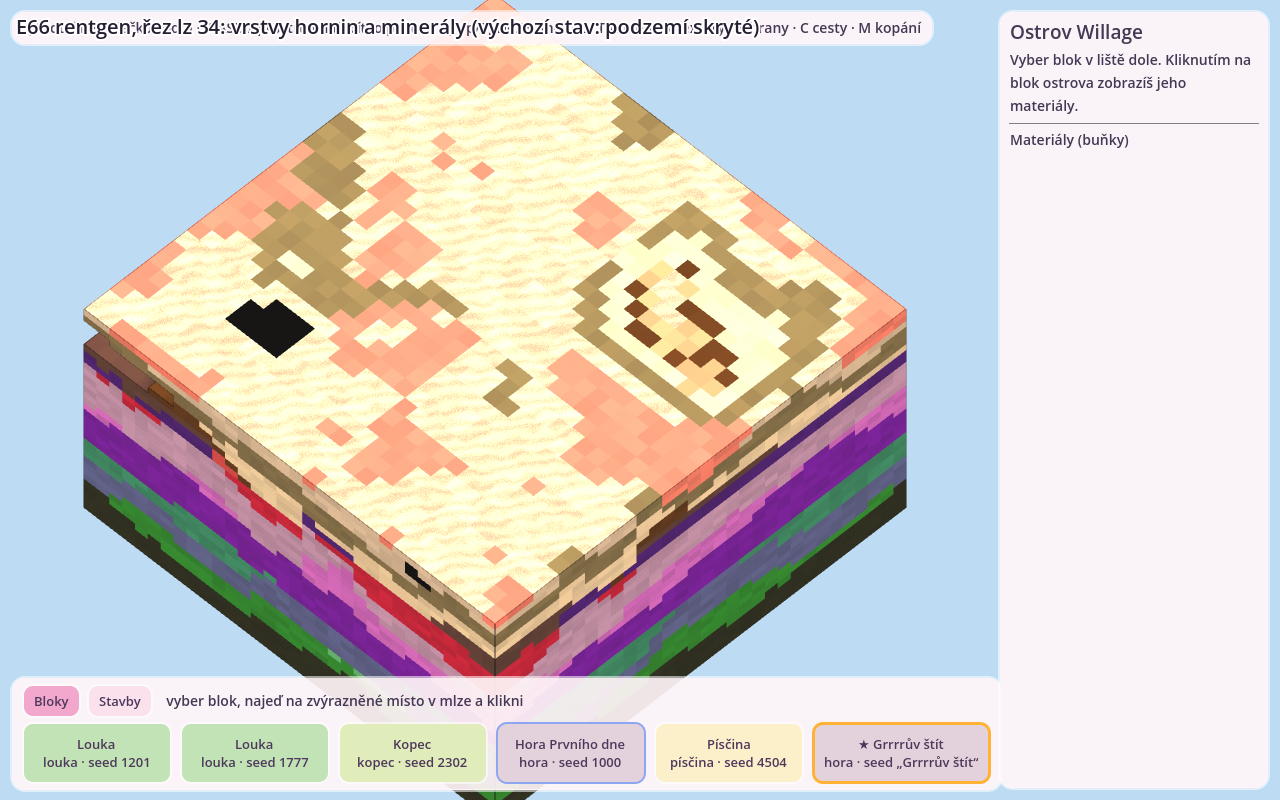 E66 rentgen, řez lz 34: vrstvy hornin a minerály (výchozí stav: podzemí skryté)
rany · C cesty · M kopání
Ostrov Willage
Vyber blok v liště dole. Kliknutím na
blok ostrova zobrazíš jeho
materiály.
Materiály (buňky)
Bloky
Stavby
vyber blok, najeď na zvýrazněné místo v mlze a klikni
Louka
louka · seed 1201
Louka
louka · seed 1777
Kopec
kopec · seed 2302
Hora Prvního dne
hora · seed 1000
Písčina
písčina · seed 4504
★ Grrrrův štít
hora · seed „Grrrrův štít“